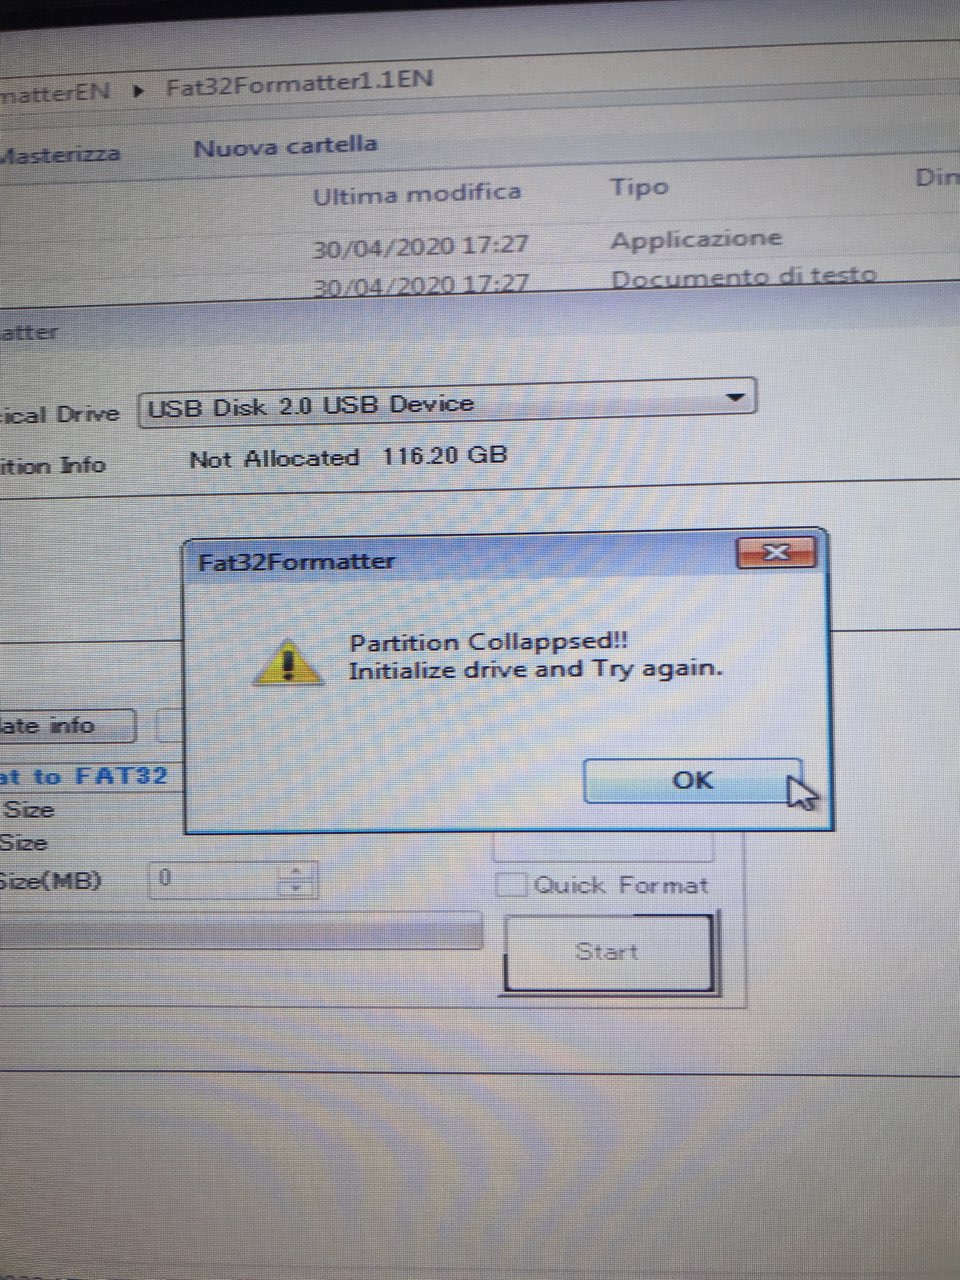 matterEN ▸ Fat32Formatter1.1EN
Masterizza Nuova cartella
Ultima modifica Tipo Din
30/04/2020 17:27 Applicazione
30/04/2020 17:27 Documento di testo
atter
ical Drive USB Disk 2.0 USB Device
ition Info Not Allocated 116.20 GB
Fat32Formatter
Partition Collappsed!!
Initialize drive and Try again.
OK
ate info
at to FAT32
Size
Size
Size(MB) 0
Quick Format
Start